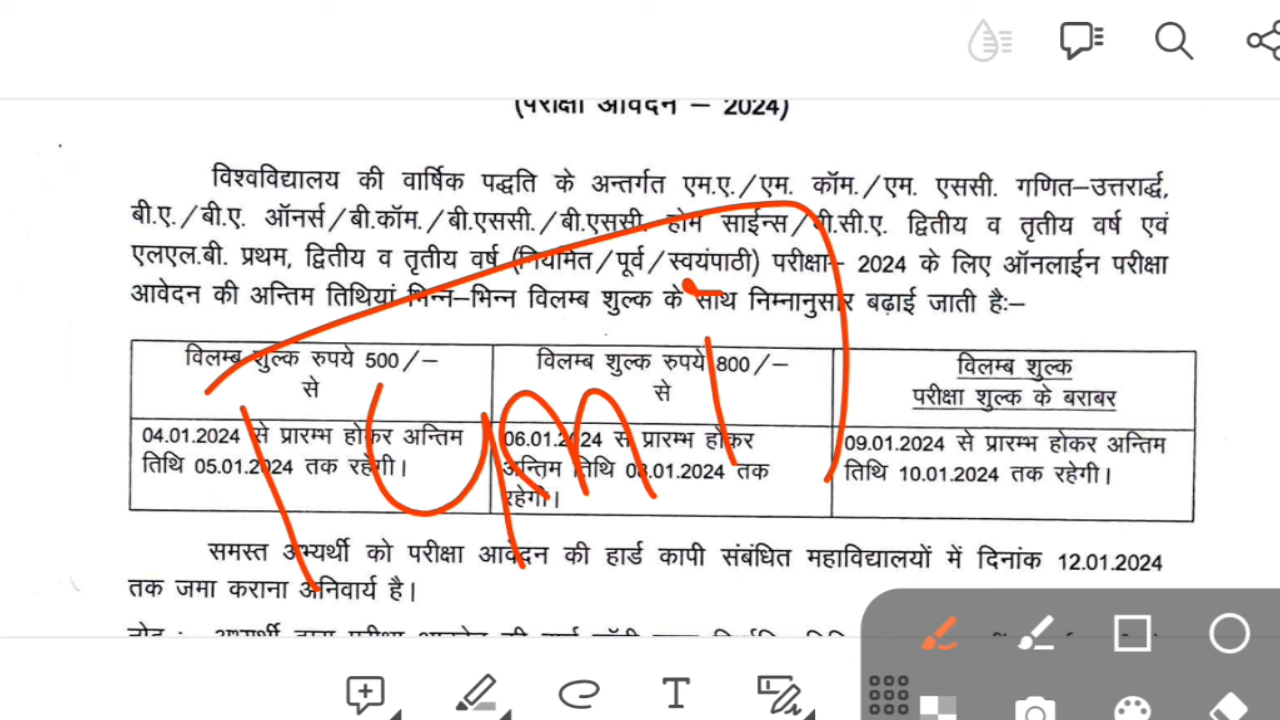 (परीक्षा आवेदन – 2024)
विश्वविद्यालय की वार्षिक पद्धति के अन्तर्गत एम.ए./एम. कॉम./एम. एससी. गणित–उत्तरार्द्ध,
बी.ए./बी.ए. ऑनर्स/बी.कॉम./बी.एससी./बी.एससी. होम साईन्स/बी.सी.ए. द्वितीय व तृतीय वर्ष एवं
एलएल.बी. प्रथम, द्वितीय व तृतीय वर्ष (नियमित/पूर्व/स्वयंपाठी) परीक्षा– 2024 के लिए ऑनलाईन परीक्षा
आवेदन की अन्तिम तिथियां भिन्न–भिन्न विलम्ब शुल्क के साथ निम्नानुसार बढ़ाई जाती है:–
विलम्ब शुल्क रुपये 500/–
से
विलम्ब शुल्क रुपये 800/–
से
विलम्ब शुल्क
परीक्षा शुल्क के बराबर
04.01.2024 से प्रारम्भ होकर अन्तिम
तिथि 05.01.2024 तक रहेगी।
06.01.2024 से प्रारम्भ होकर
अन्तिम तिथि 08.01.2024 तक
रहेगी।
09.01.2024 से प्रारम्भ होकर अन्तिम
तिथि 10.01.2024 तक रहेगी।
समस्त अभ्यर्थी को परीक्षा आवेदन की हार्ड कापी संबंधित महाविद्यालयों में दिनांक 12.01.2024
तक जमा कराना अनिवार्य है।